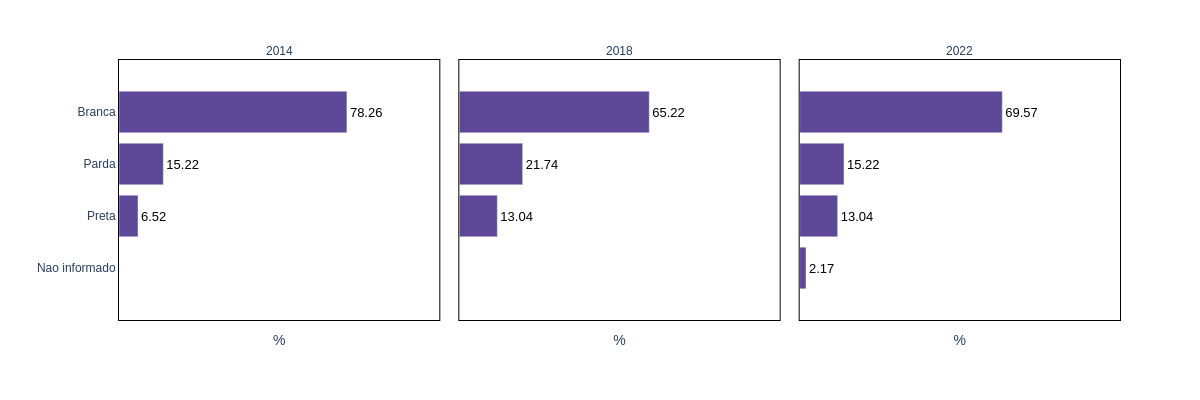 2014 2018 2022
Branca 78.26 65.22 69.57
Parda 15.22 21.74 15.22
Preta 6.52 13.04 13.04
Nao informado 2.17
% % %